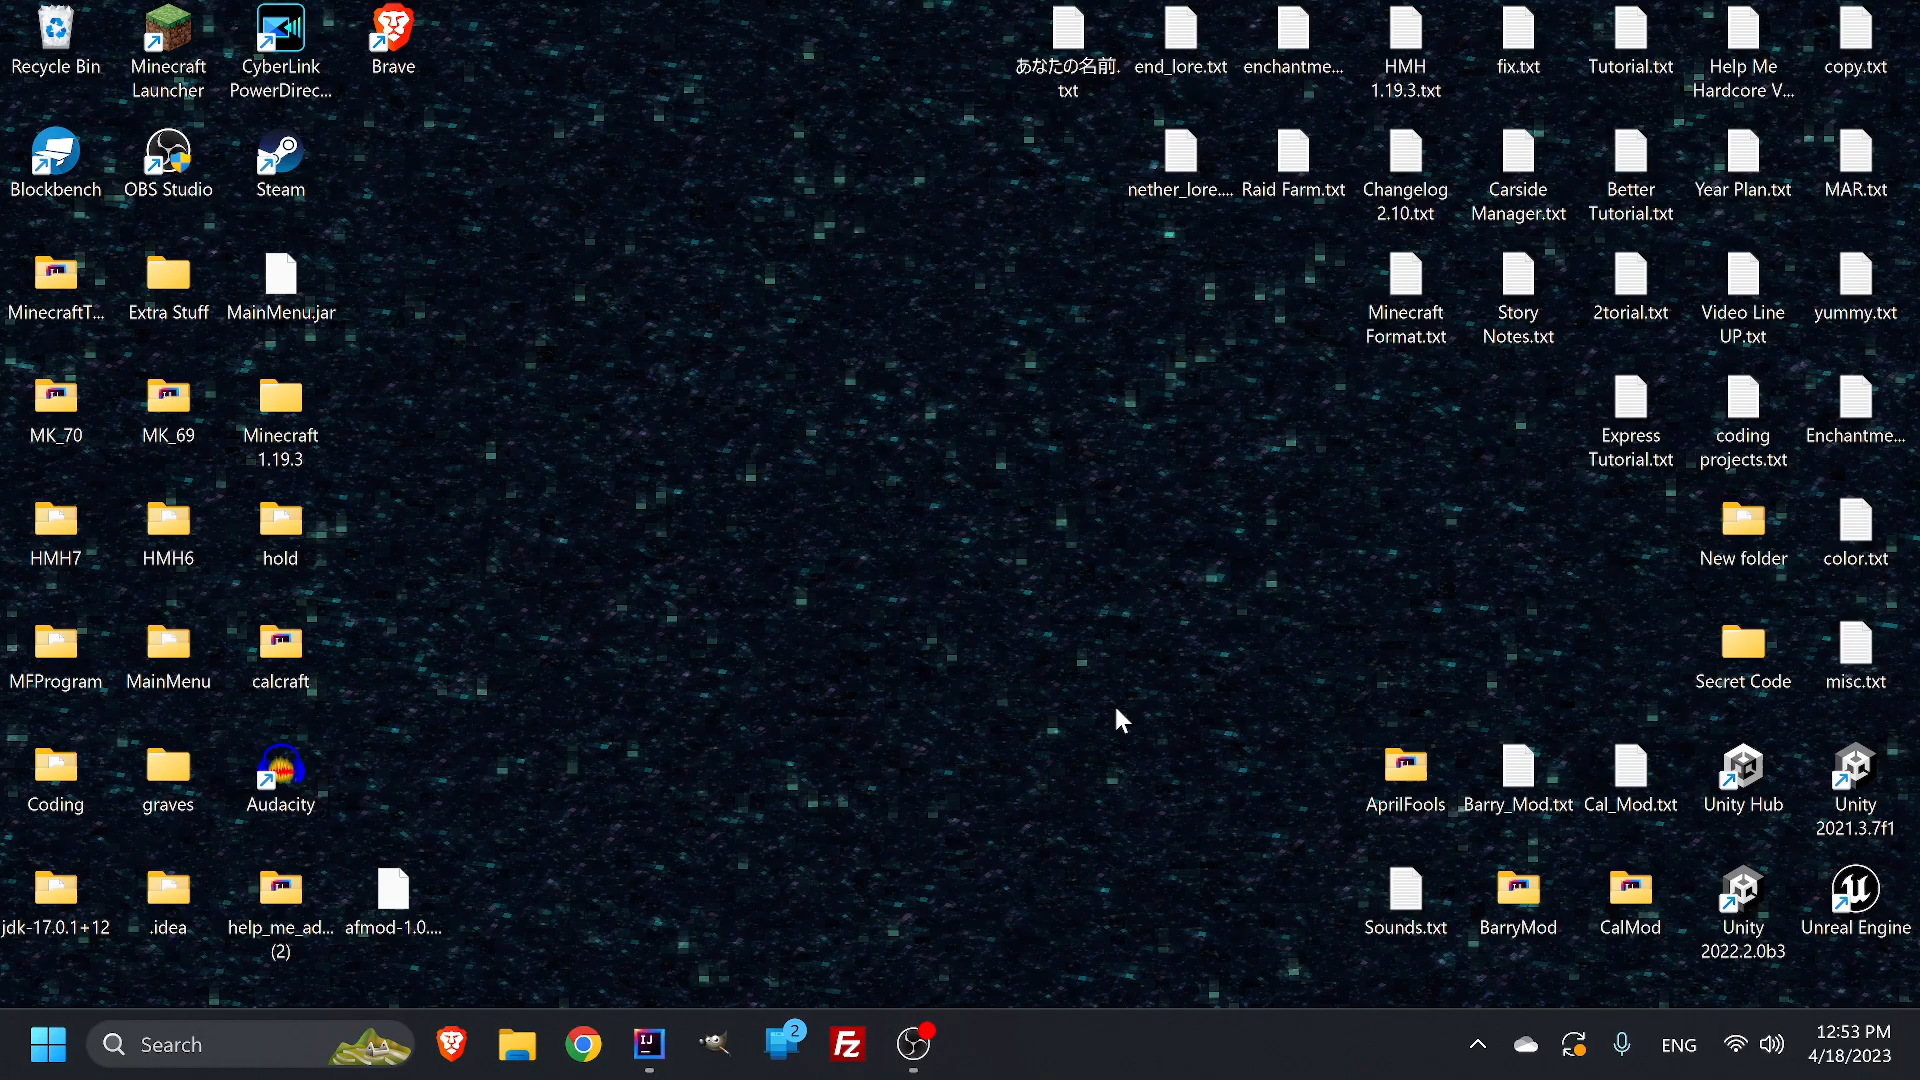 Recycle Bin
Minecraft
Launcher
CyberLink
PowerDirec...
Brave
あなたの名前.
txt
end_lore.txt
enchantme...
HMH
1.19.3.txt
fix.txt
Tutorial.txt
Help Me
Hardcore V...
copy.txt
Blockbench
OBS Studio
Steam
nether_lore....
Raid Farm.txt
Changelog
2.10.txt
Carside
Manager.txt
Better
Tutorial.txt
Year Plan.txt
MAR.txt
MinecraftT...
Extra Stuff
MainMenu.jar
Minecraft
Format.txt
Story
Notes.txt
2torial.txt
Video Line
UP.txt
yummy.txt
MK_70
MK_69
Minecraft
1.19.3
Express
Tutorial.txt
coding
projects.txt
Enchantme...
HMH7
HMH6
hold
New folder
color.txt
MFProgram
MainMenu
calcraft
Secret Code
misc.txt
Coding
graves
Audacity
AprilFools
Barry_Mod.txt
Cal_Mod.txt
Unity Hub
Unity
2021.3.7f1
jdk-17.0.1+12
.idea
help_me_ad...
(2)
afmod-1.0....
Sounds.txt
BarryMod
CalMod
Unity
2022.2.0b3
Unreal Engine
Search
IJ
2
FZ
ENG
12:53 PM
4/18/2023